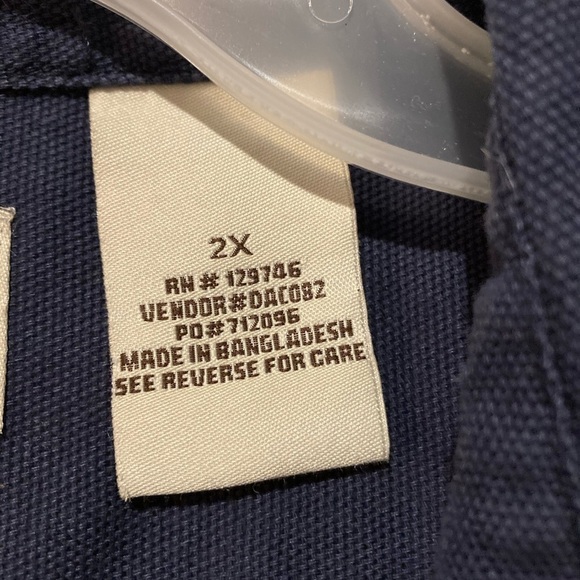 2X
RN # 129746
VENDOR#DAC082
PO#712096
MADE IN BANGLADESH
SEE REVERSE FOR CARE